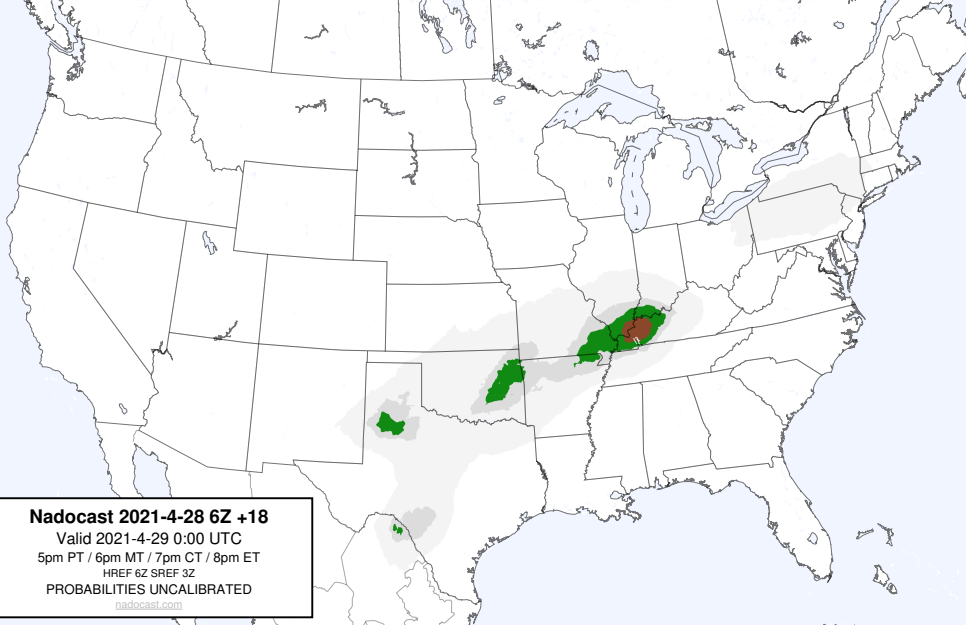 Nadocast 2021-4-28 6Z +18
Valid 2021-4-29 0:00 UTC
5pm PT / 6pm MT / 7pm CT / 8pm ET
HREF 6Z SREF 3Z
PROBABILITIES UNCALIBRATED
nadocast.com